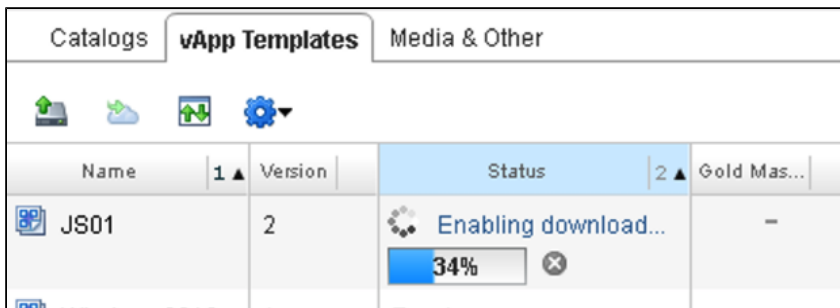 Catalogs vApp Templates Media & Other
Name 1 ▲ Version Status 2 ▲ Gold Mas...
JS01 2 Enabling download... –
34%